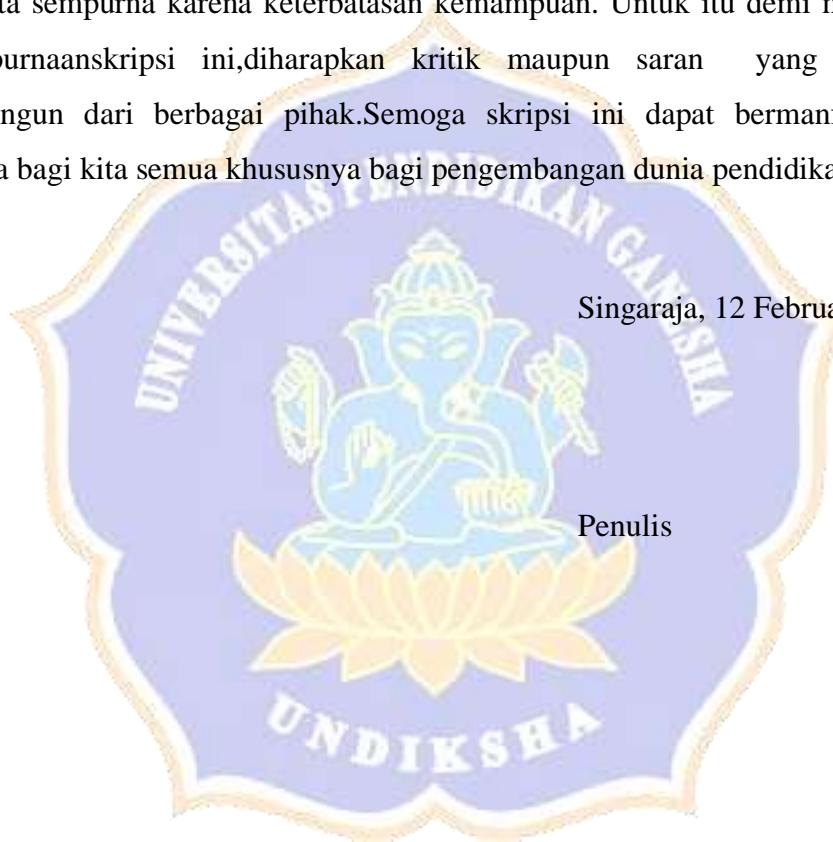 ta sempurna karena keterbatasan kemampuan. Untuk itu demi
purnaanskripsi ini,diharapkan kritik maupun saran yang
ngun dari berbagai pihak.Semoga skripsi ini dapat berman
a bagi kita semua khususnya bagi pengembangan dunia pendidika
UNIVERSITAS PENDIDIKAN GANESHA
Singaraja, 12 Februa
Penulis
UNDIKSHA